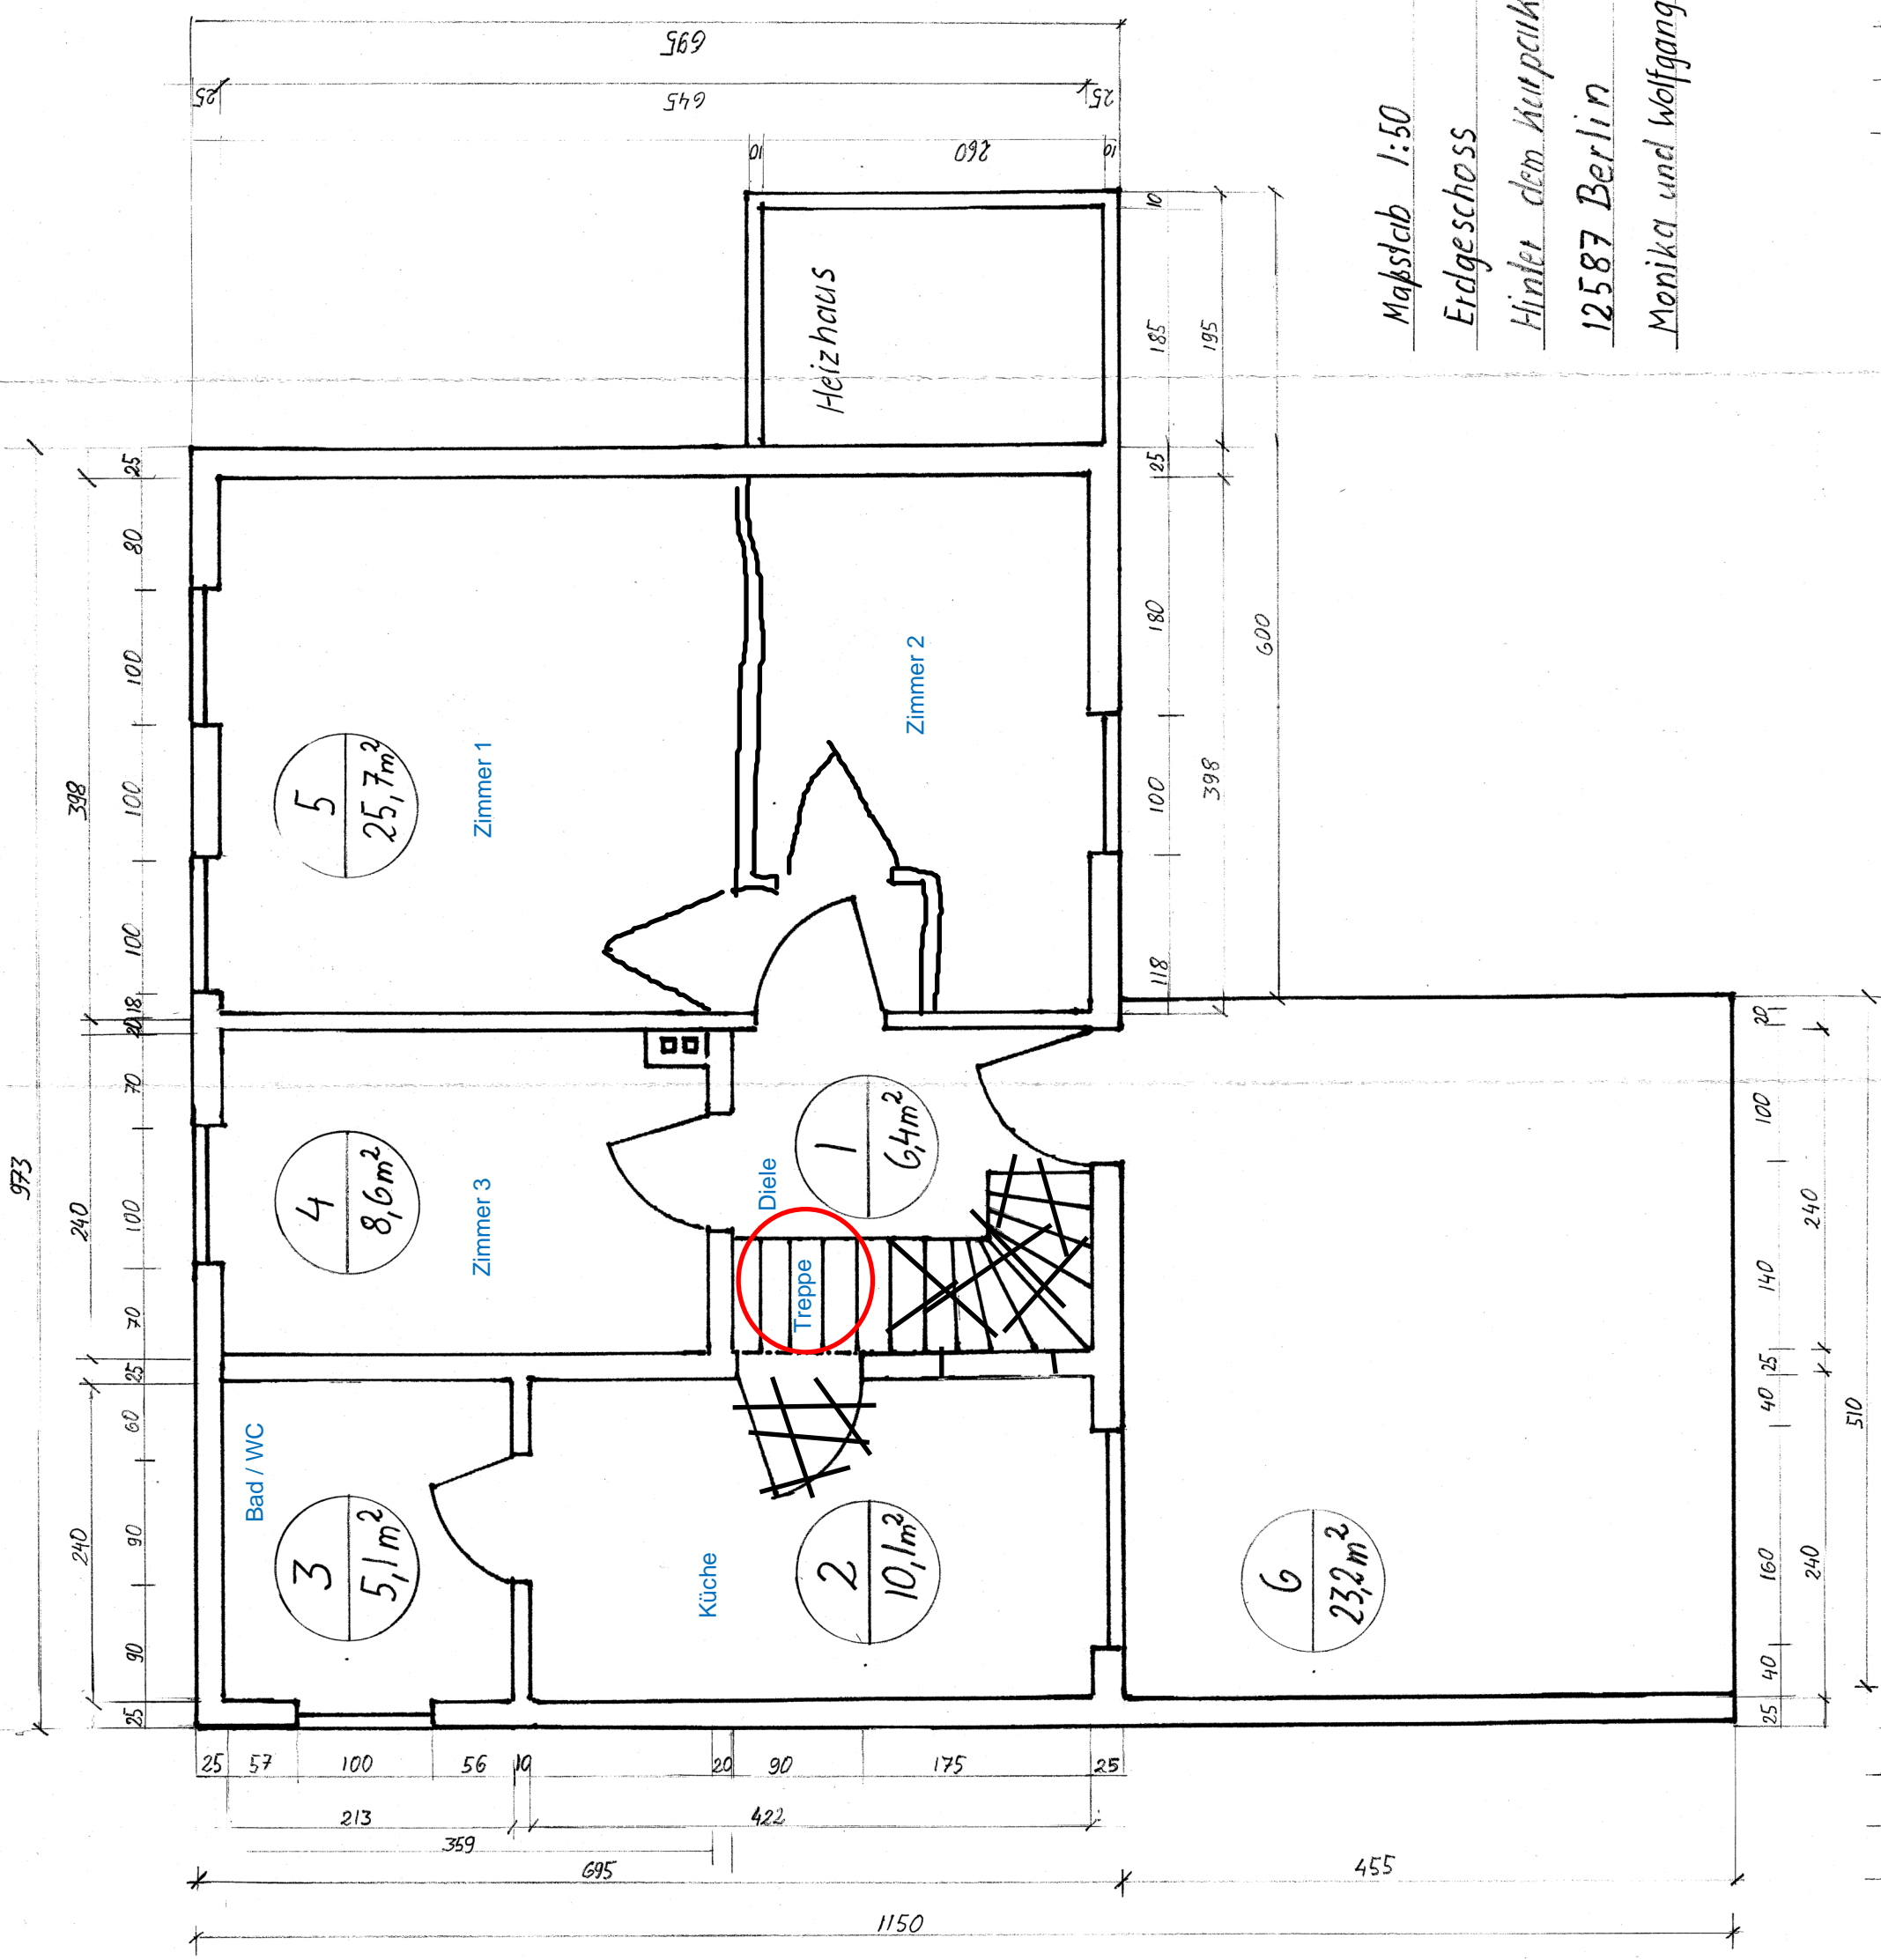 695
25
645
25
10
260
10
Maßstab 1:50
Erdgeschoss
Hinter dem Kurpark
12587 Berlin
Monika und Wolfgang
Heizhaus
10
185
195
25
180
600
100
398
118
973
398
240
240
25
80
100
100
100
18
20
70
100
70
25
60
90
90
25
5
25,7m²
Zimmer 1
Zimmer 2
4
8,6m²
Zimmer 3
Diele
1
6,4m²
Treppe
Bad / WC
3
5,1m²
Küche
2
10,1m²
6
23,2m²
20
100
240
140
25
40
510
160
240
40
25
25 57 100 56 10 20 90 175 25
213 422
359
695 455
1150